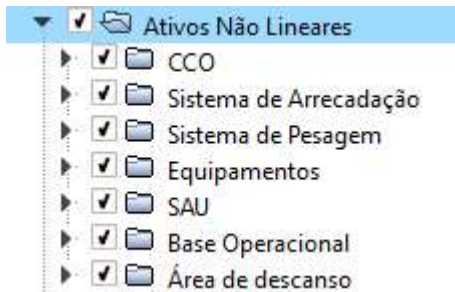 Ativos Não Lineares
CCO
Sistema de Arrecadação
Sistema de Pesagem
Equipamentos
SAU
Base Operacional
Área de descanso